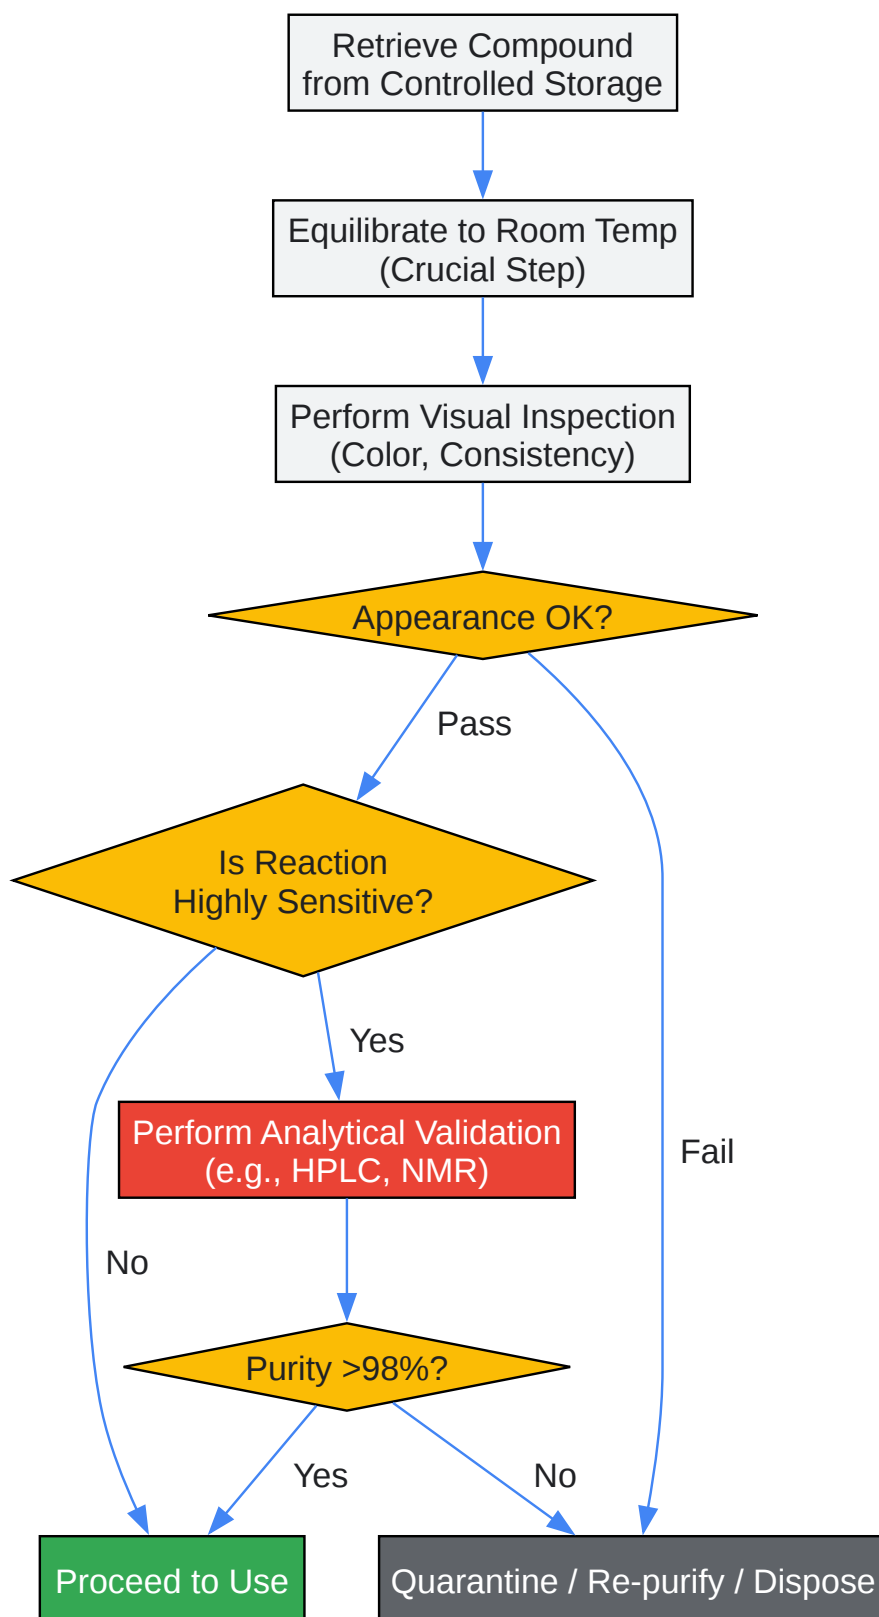 Retrieve Compound
from Controlled Storage
Equilibrate to Room Temp
(Crucial Step)
Perform Visual Inspection
(Color, Consistency)
Appearance OK?
Pass
Is Reaction
Highly Sensitive?
Yes
Perform Analytical Validation
(e.g., HPLC, NMR)
Fail
No
Purity >98%?
Yes
No
Proceed to Use
Quarantine / Re-purify / Dispose